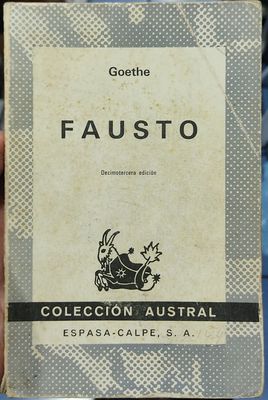 Goethe
FAUSTO
Decimotercera edición
COLECCIÓN AUSTRAL
ESPASA-CALPE, S. A.